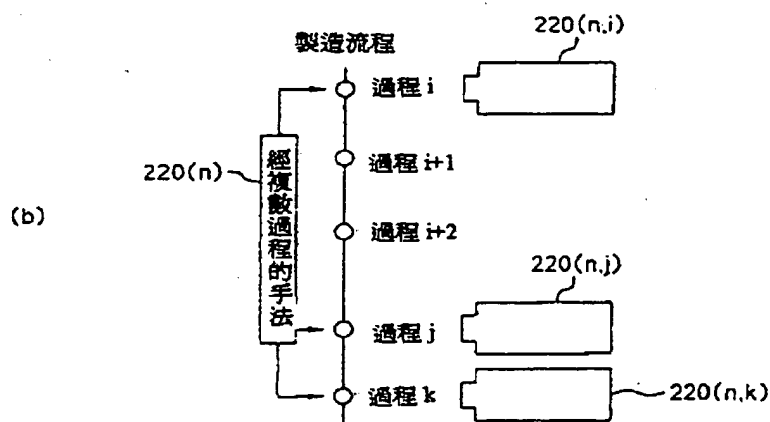 製造流程
220(n,i)
過程 i
220(n)
經複數過程的手法
過程 i+1
(b)
過程 i+2
220(n,j)
過程 j
過程 k
220(n,k)